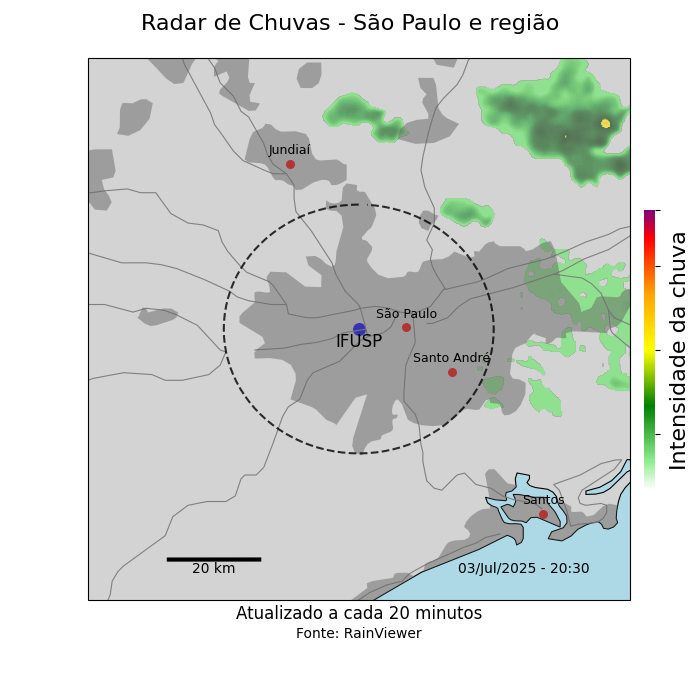 Radar de Chuvas - São Paulo e região
Jundiaí
São Paulo
IFUSP
Santo André
Santos
20 km
03/Jul/2025 - 20:30
Intensidade da chuva
Atualizado a cada 20 minutos
Fonte: RainViewer